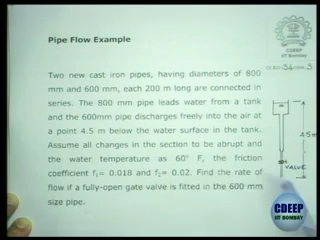 Pipe Flow Example
CDEEP
IIT Bombay
Two new cast iron pipes, having diameters of 800
mm and 600 mm, each 200 m long are connected in
series. The 800 mm pipe leads water from a tank
and the 600mm pipe discharges freely into the air at
a point 4.5 m below the water surface in the tank.
Assume all changes in the section to be abrupt and
the water temperature as 60° F, the friction
coefficient f₁= 0.018 and f₂= 0.02. Find the rate of
flow if a fully-open gate valve is fitted in the 600 mm
size pipe.
4.5m
VALVE
CDEEP
IIT BOMBAY